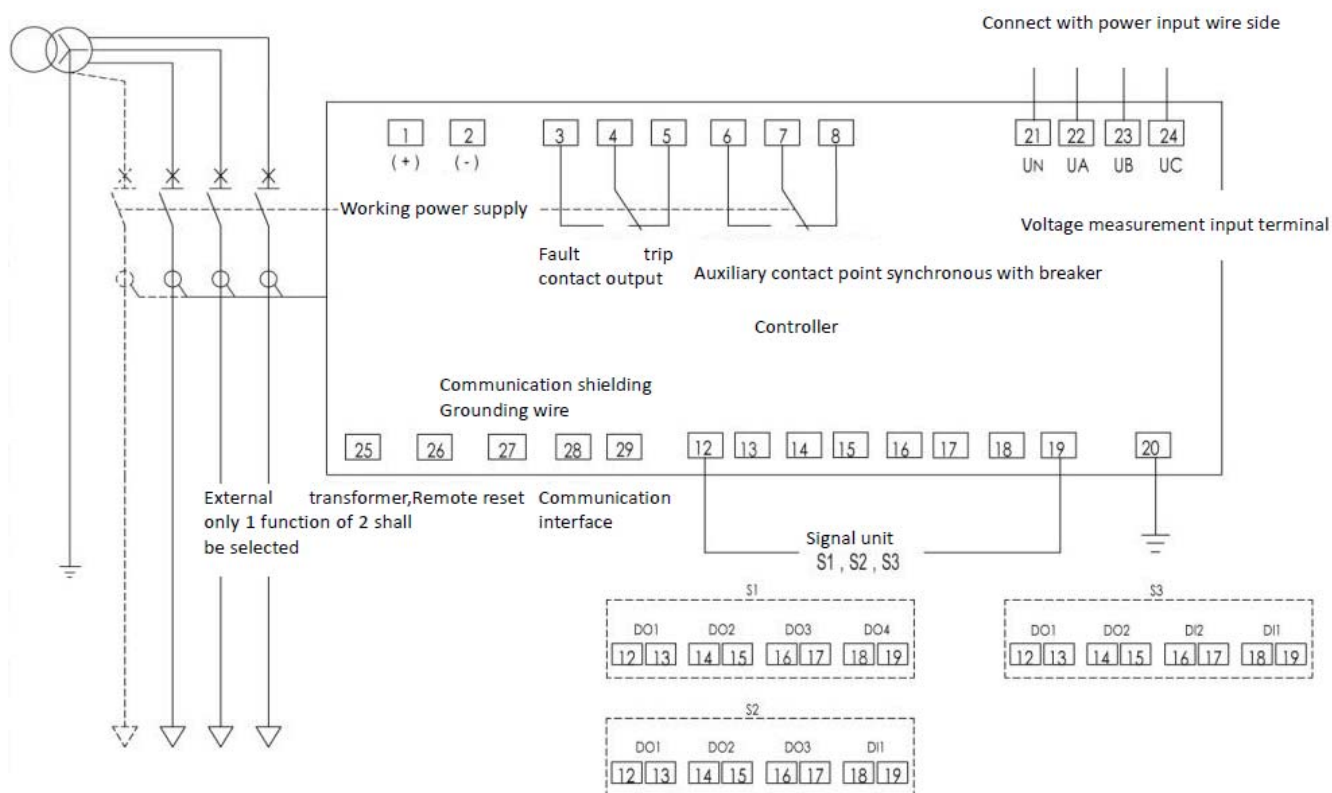 Connect with power input wire side
1 2 3 4 5 6 7 8 21 22 23 24
(+) (-) UN UA UB UC
Working power supply
Voltage measurement input terminal
Fault trip
contact output
Auxiliary contact point synchronous with breaker
Controller
Communication shielding
Grounding wire
25 26 27 28 29 12 13 14 15 16 17 18 19 20
External transformer,Remote reset
only 1 function of 2 shall
be selected
Communication
interface
Signal unit
S1 , S2 , S3
S1
DO1 DO2 DO3 DO4
12 13 14 15 16 17 18 19
S3
DO1 DO2 DI2 DI1
12 13 14 15 16 17 18 19
S2
DO1 DO2 DO3 DI1
12 13 14 15 16 17 18 19